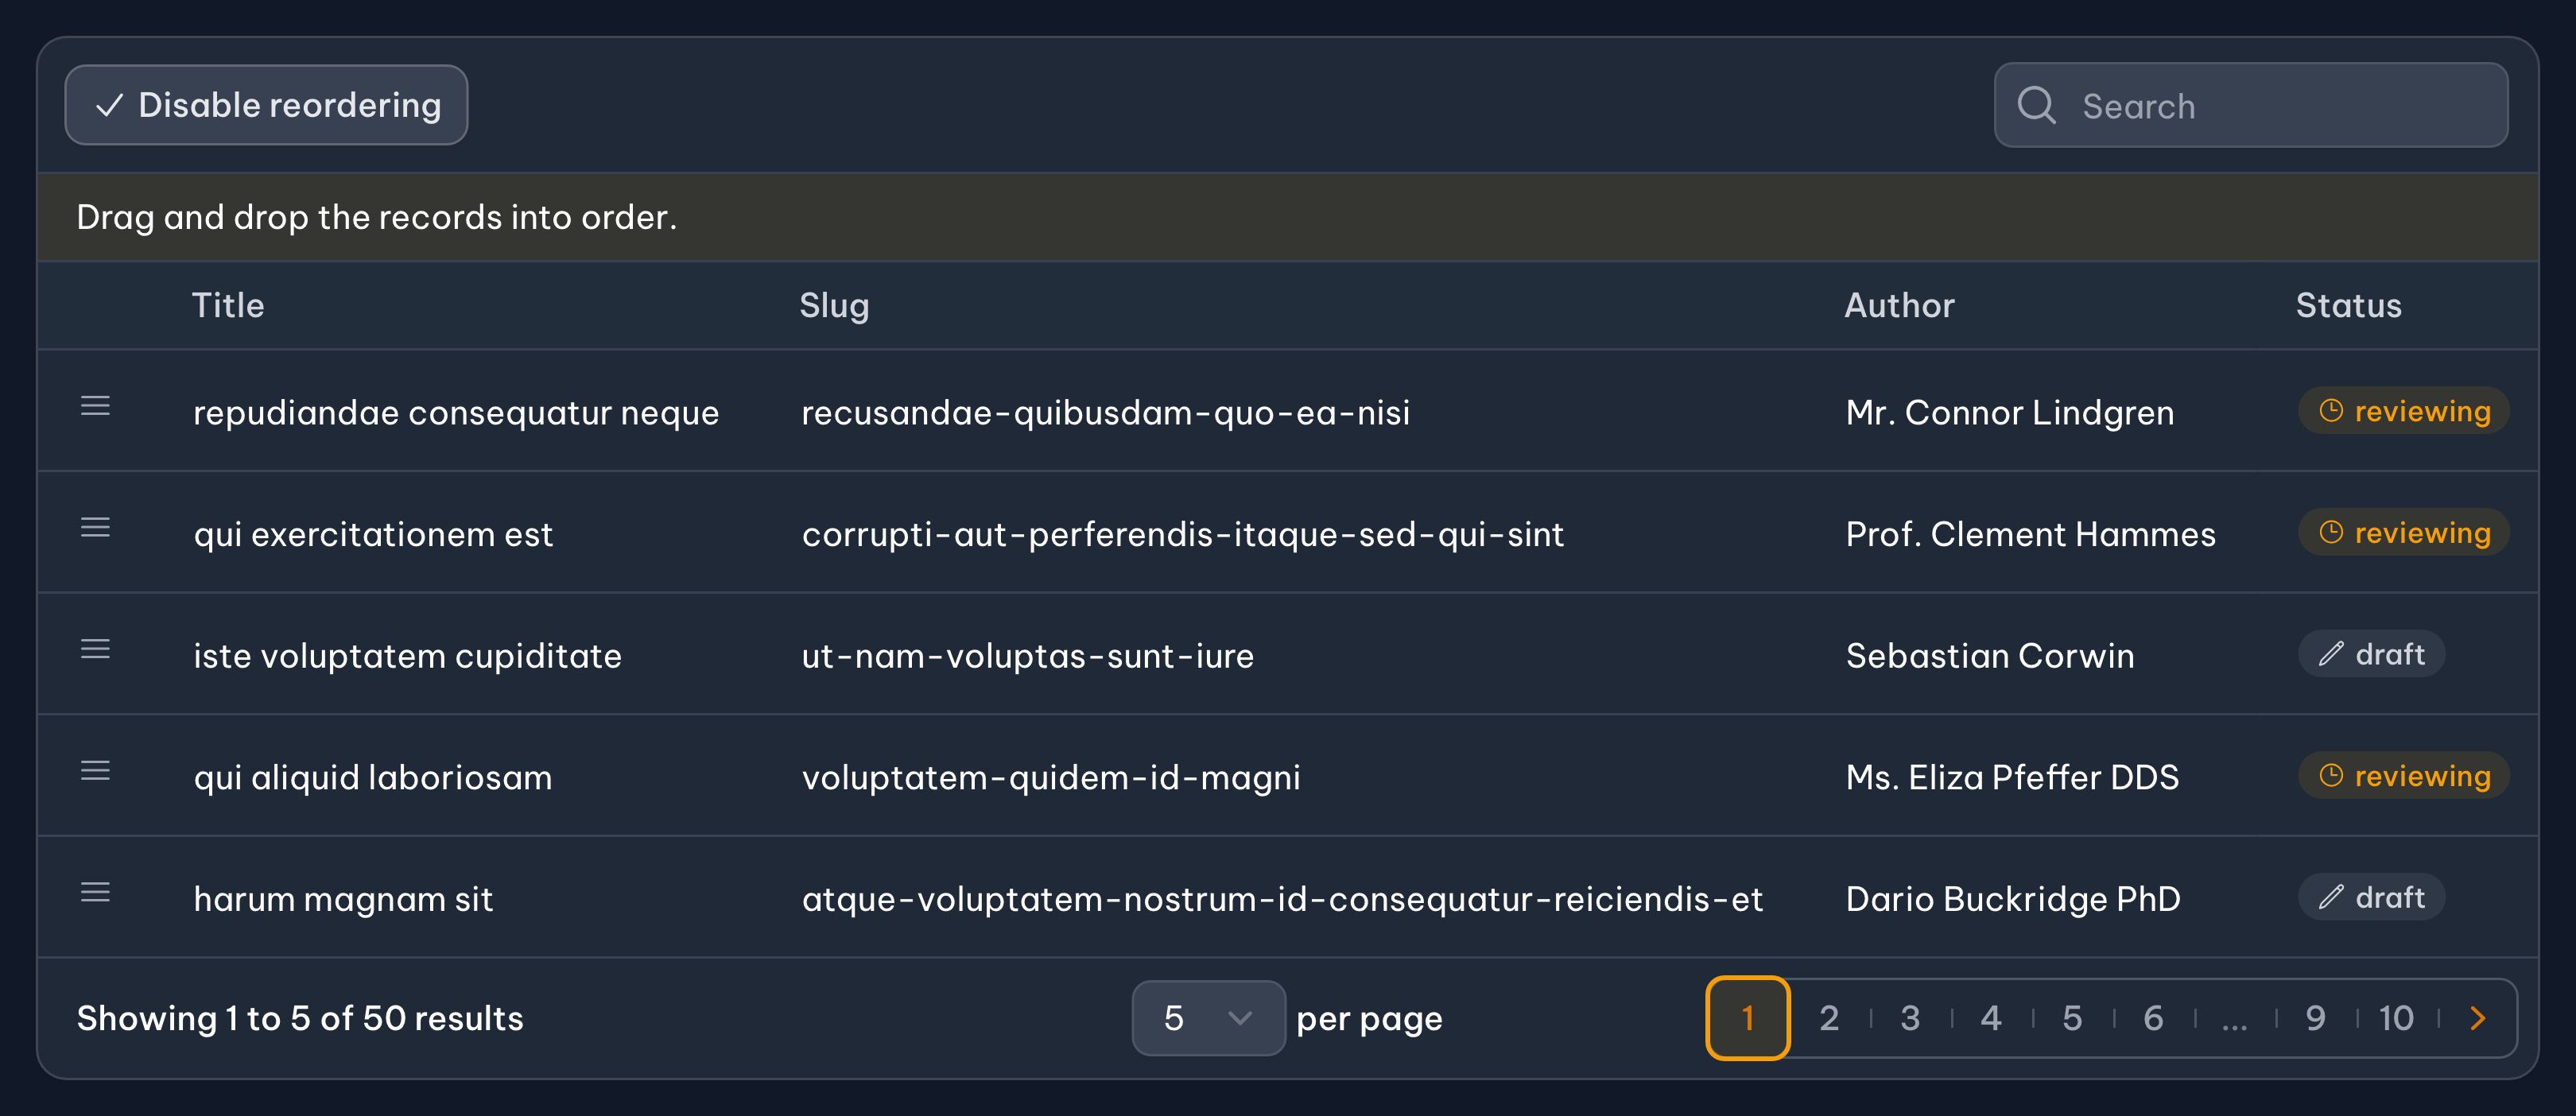 Disable reordering Search
Drag and drop the records into order.
Title Slug Author Status
repudiandae consequatur neque recusandae-quibusdam-quo-ea-nisi Mr. Connor Lindgren reviewing
qui exercitationem est corrupti-aut-perferendis-itaque-sed-qui-sint Prof. Clement Hammes reviewing
iste voluptatem cupiditate ut-nam-voluptas-sunt-iure Sebastian Corwin draft
qui aliquid laboriosam voluptatem-quidem-id-magni Ms. Eliza Pfeffer DDS reviewing
harum magnam sit atque-voluptatem-nostrum-id-consequatur-reiciendis-et Dario Buckridge PhD draft
Showing 1 to 5 of 50 results 5 per page 1 2 3 4 5 6 ... 9 10